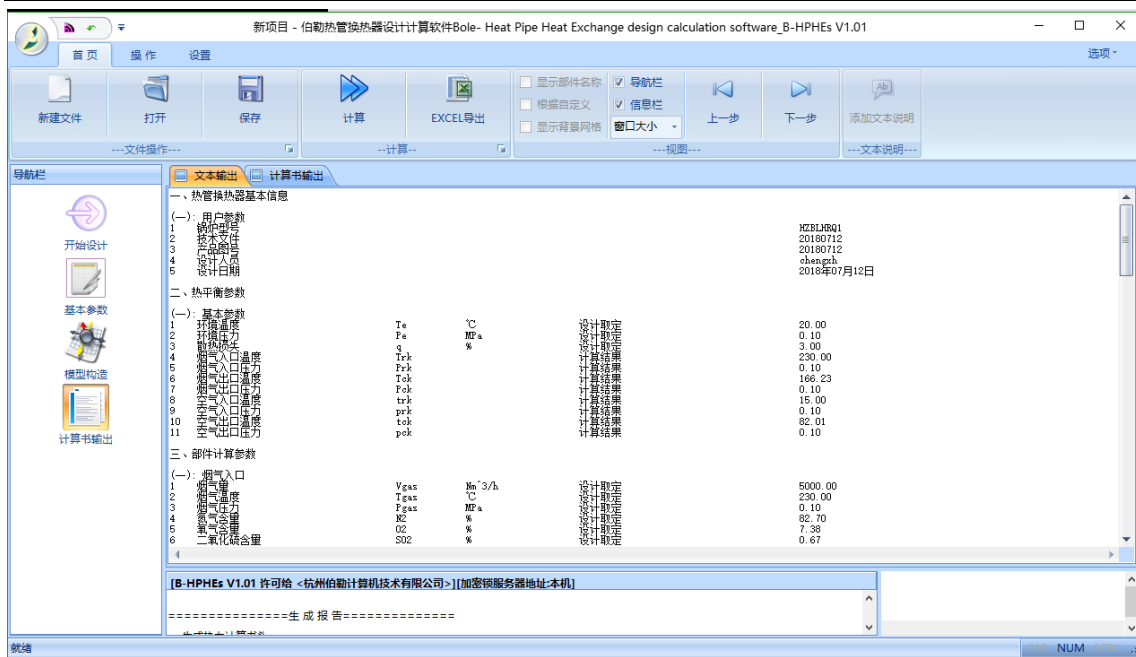 新项目 - 伯勒热管换热器设计计算软件Bole- Heat Pipe Heat Exchange design calculation software_B-HPHEs V1.01
首页 操作 设置 选项
新建文件 打开 保存 计算 EXCEL导出
显示部件名称 导航栏
根据自定义 信息栏
显示背景网格 窗口大小
上一步 下一步 添加文本说明
---文件操作--- --计算-- ---视图--- ---文本说明---
导航栏
开始设计
基本参数
模型构造
计算书输出
文本输出 计算书输出
一、热管换热器基本信息
(一): 用户参数
1 锅炉型号 HZBLHRQ1
2 技术文件 20180712
3 产品图号 20180712
4 设计人员 chengxh
5 设计日期 2018年07月12日
二、热平衡参数
(一): 基本参数
1 环境温度 Te ℃ 设计取定 20.00
2 环境压力 Pe MPa 设计取定 0.10
3 散热损失 q % 设计取定 3.00
4 烟气入口温度 Trk 计算结果 230.00
5 烟气入口压力 Prk 计算结果 0.10
6 烟气出口温度 Tck 计算结果 166.23
7 烟气出口压力 Pck 计算结果 0.10
8 空气入口温度 trk 计算结果 15.00
9 空气入口压力 prk 计算结果 0.10
10 空气出口温度 tck 计算结果 82.01
11 空气出口压力 pck 计算结果 0.10
三、部件计算参数
(一): 烟气入口
1 烟气量 Vgas Nm^3/h 设计取定 5000.00
2 烟气温度 Tgas ℃ 设计取定 230.00
3 烟气压力 Pgas MPa 设计取定 0.10
4 氮气含量 N2 % 设计取定 82.70
5 氧气含量 O2 % 设计取定 7.38
6 二氧化硫含量 SO2 % 设计取定 0.67
[B-HPHEs V1.01 许可给 <杭州伯勒计算机技术有限公司>][加密锁服务器地址:本机]
===============生 成 报 告==============
就绪 NUM